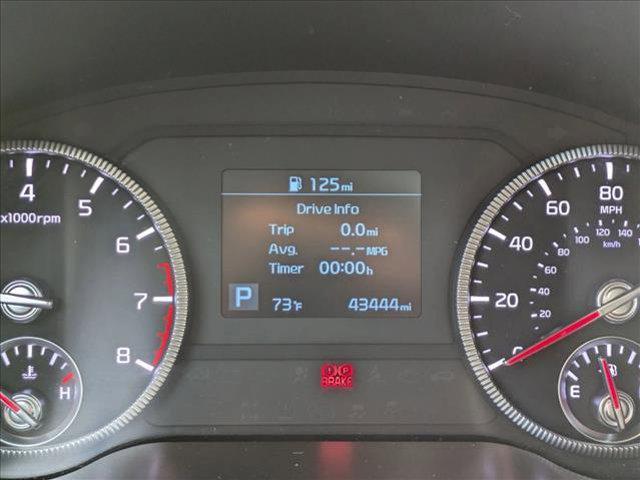 125mi
Drive Info
Trip 0.0mi
Avg. --.-MPG
Timer 00:00h
P 73°F 43444mi
4
5
6
7
8
x1000rpm
H
(!) (P)
BRAKE
0
20
40
60
80
MPH
20
40
60
80
100
120
140
km/h
E